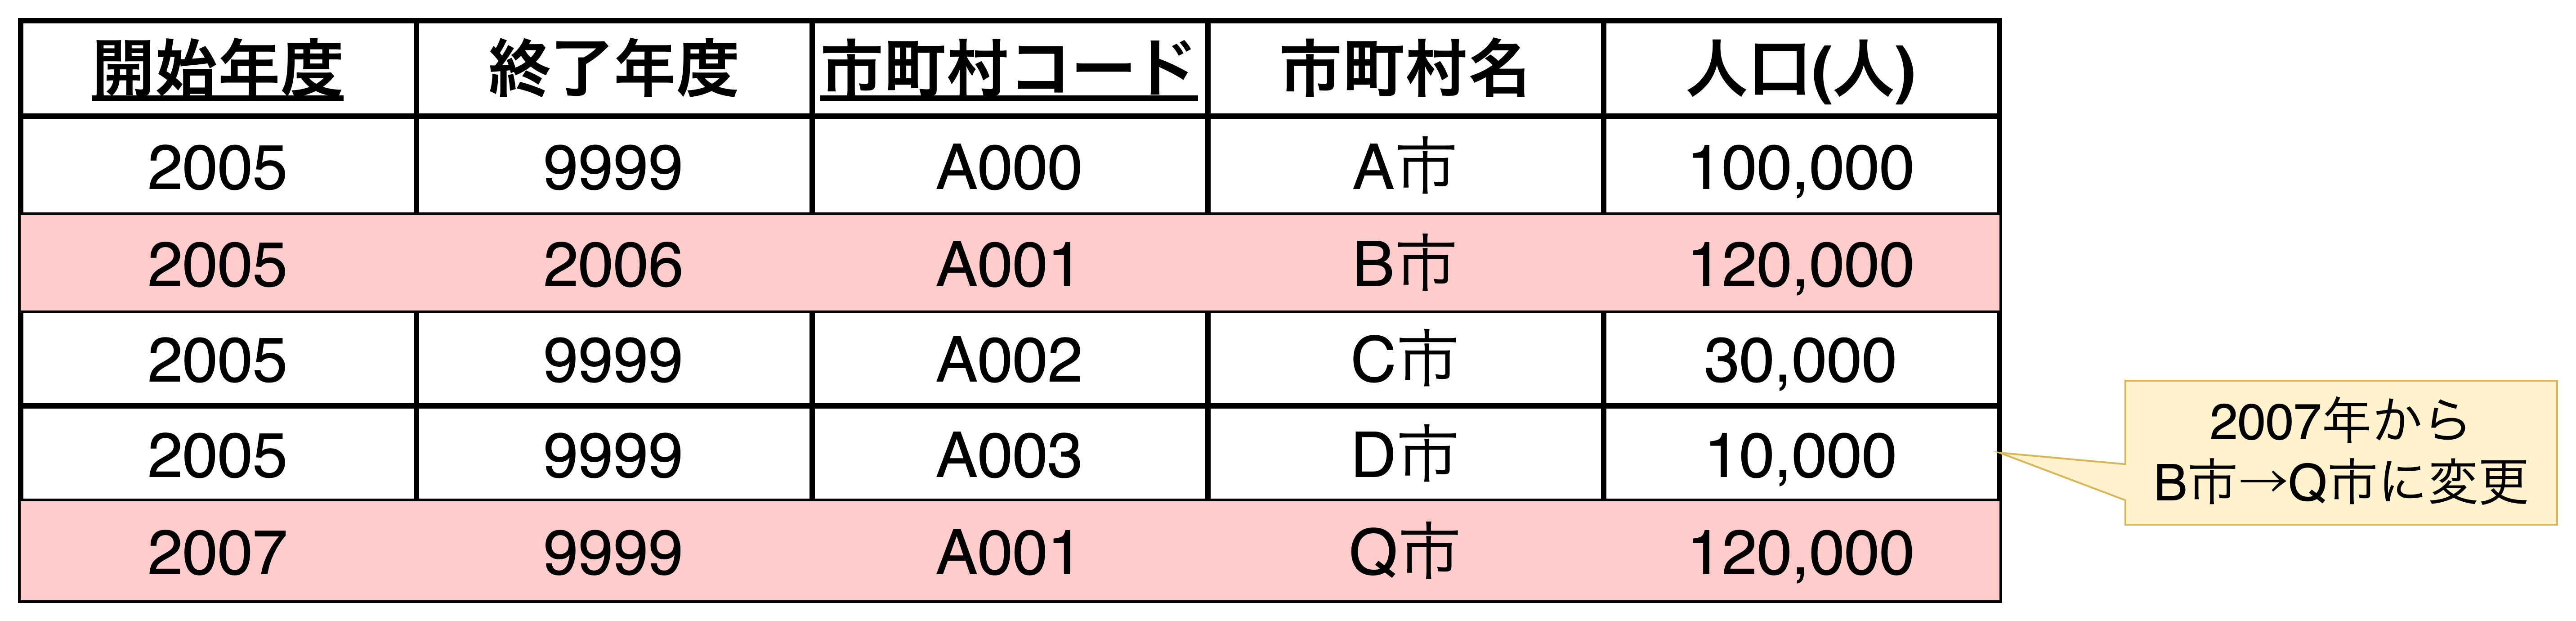 開始年度 終了年度 市町村コード 市町村名 人口(人)
2005 9999 A000 A市 100,000
2005 2006 A001 B市 120,000
2005 9999 A002 C市 30,000
2005 9999 A003 D市 10,000
2007 9999 A001 Q市 120,000
2007年から
B市→Q市に変更